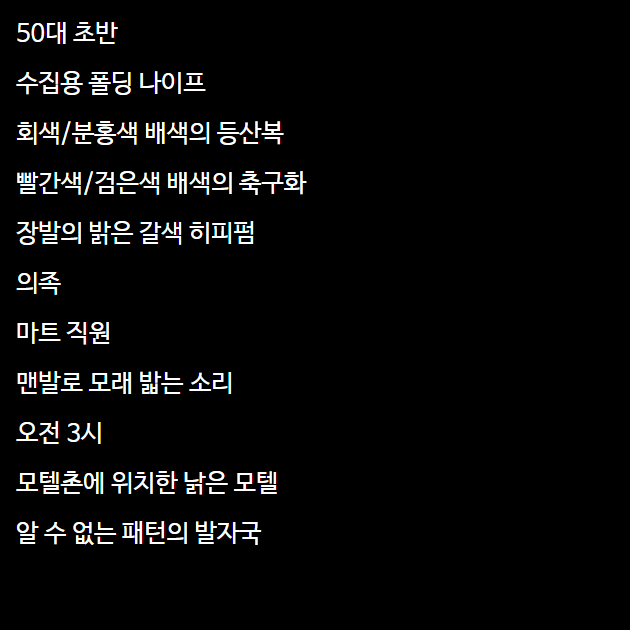 50대 초반
수집용 폴딩 나이프
회색/분홍색 배색의 등산복
빨간색/검은색 배색의 축구화
장발의 밝은 갈색 히피펌
의족
마트 직원
맨발로 모래 밟는 소리
오전 3시
모텔촌에 위치한 낡은 모텔
알 수 없는 패턴의 발자국